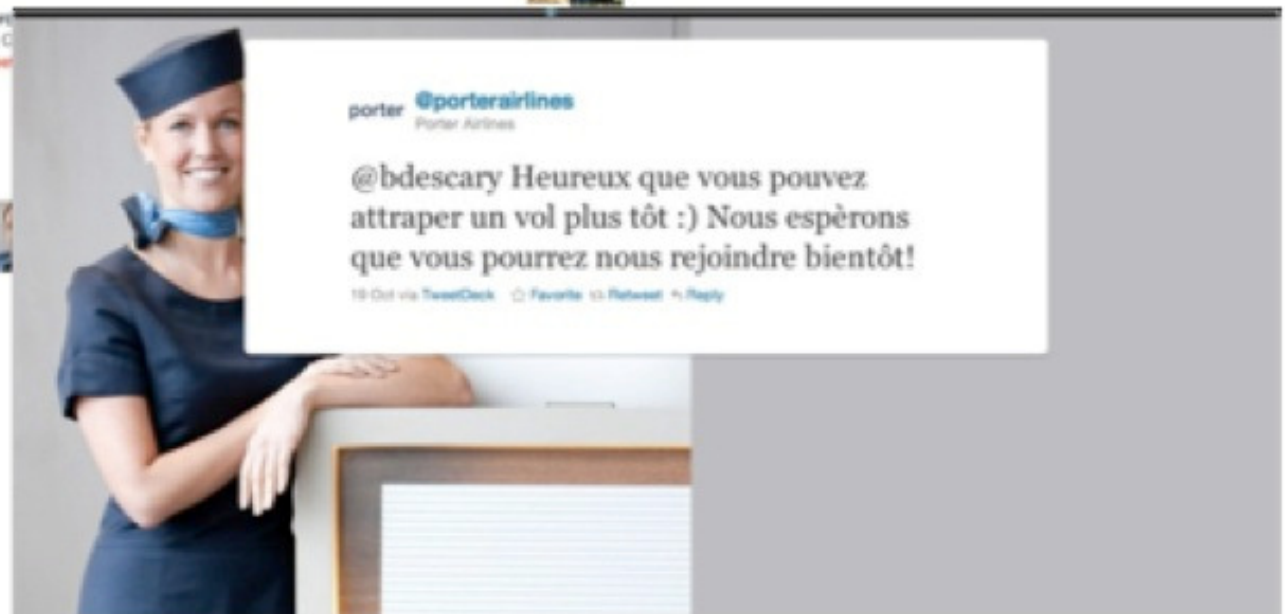 porter @porterairlines
Porter Airlines
@bdescary Heureux que vous pouvez
attraper un vol plus tôt :) Nous espèrons
que vous pourrez nous rejoindre bientôt!
19 Oct via TweetDeck Favorite Retweet Reply